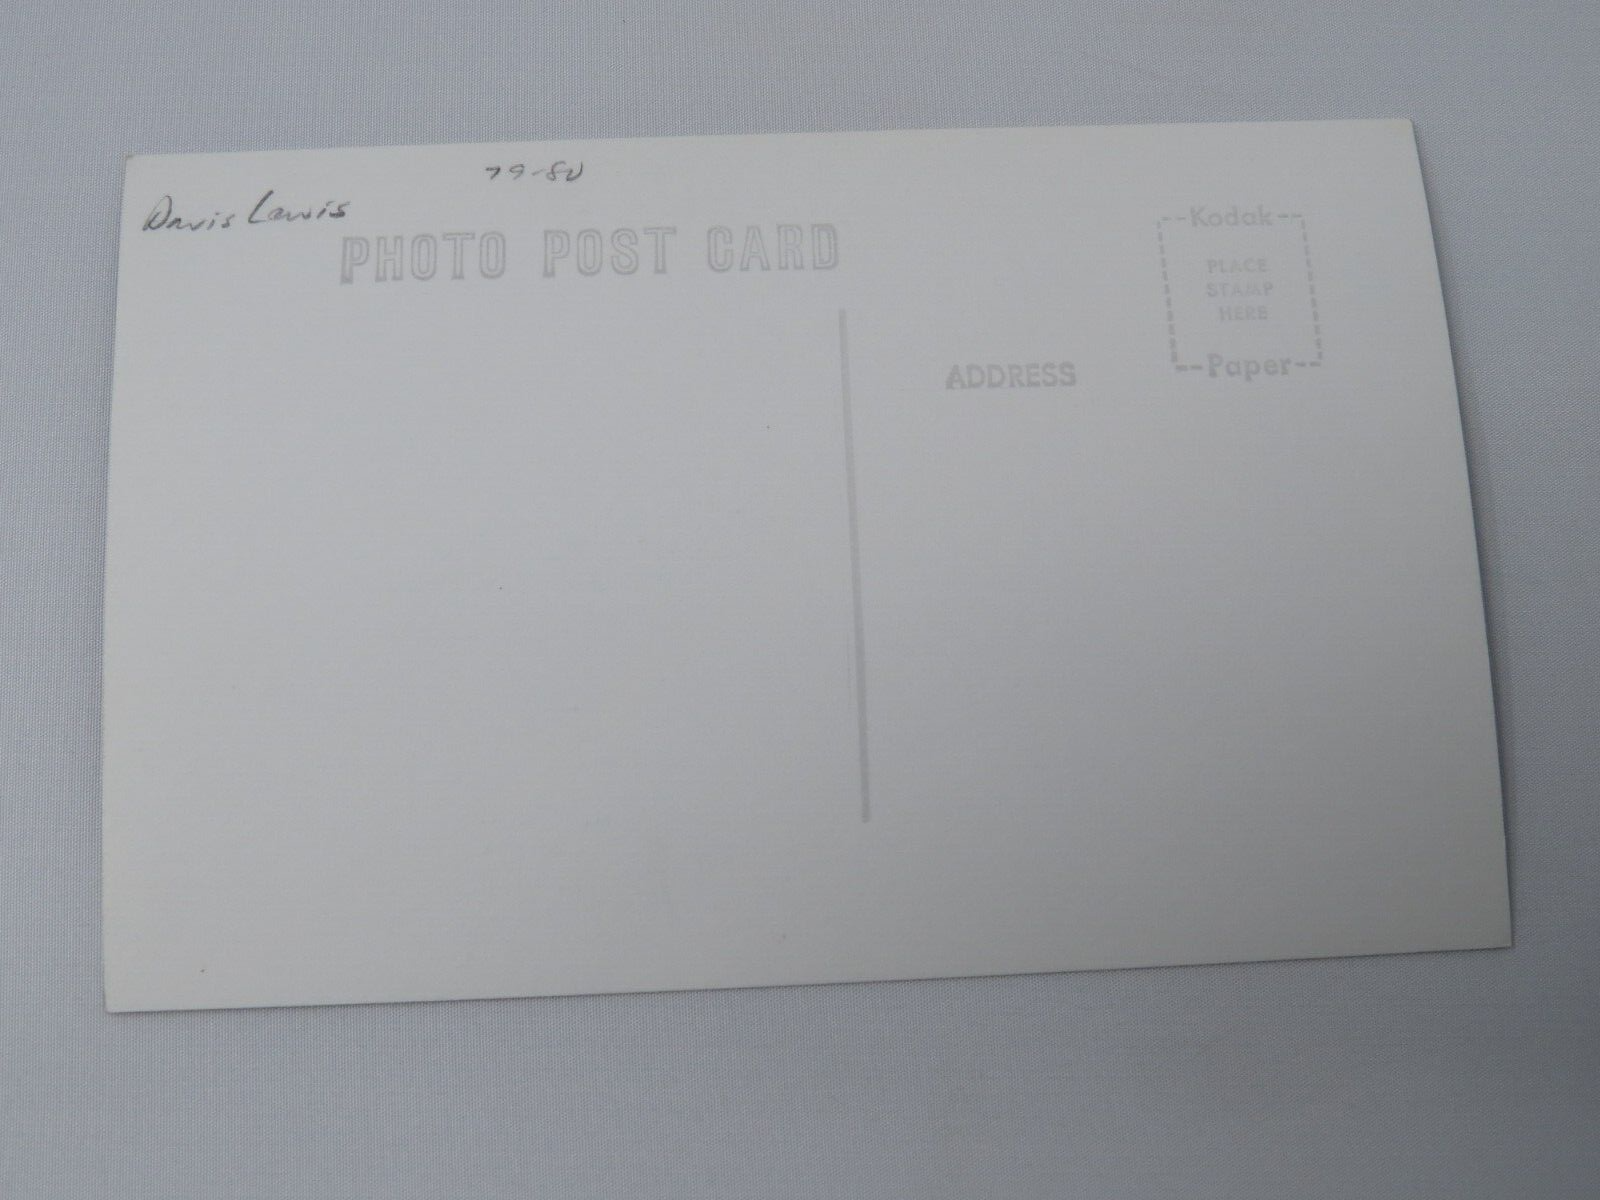 79-80
Davis Lewis
PHOTO POST CARD
--Kodak--
PLACE
STAMP
HERE
--Paper--
ADDRESS